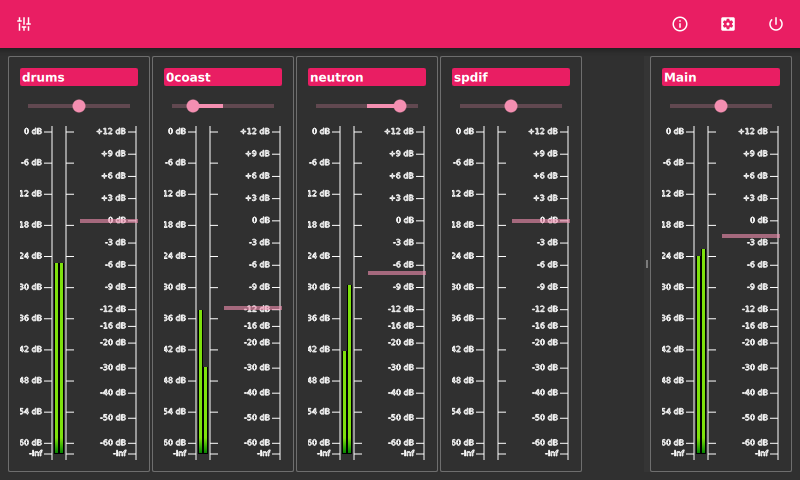 drums
0coast
neutron
spdif
Main
0 dB +12 dB 0 dB +12 dB 0 dB +12 dB 0 dB +12 dB 0 dB +12 dB
+9 dB +9 dB +9 dB +9 dB +9 dB
-6 dB +6 dB -6 dB +6 dB -6 dB +6 dB -6 dB +6 dB -6 dB +6 dB
12 dB +3 dB 12 dB +3 dB 12 dB +3 dB 12 dB +3 dB 12 dB +3 dB
18 dB 0 dB 18 dB 0 dB 18 dB 0 dB 18 dB 0 dB 18 dB 0 dB
-3 dB -3 dB -3 dB -3 dB -3 dB
24 dB -6 dB 24 dB -6 dB 24 dB -6 dB 24 dB -6 dB 24 dB -6 dB
30 dB -9 dB 30 dB -9 dB 30 dB -9 dB 30 dB -9 dB 30 dB -9 dB
36 dB -12 dB 36 dB -12 dB 36 dB -12 dB 36 dB -12 dB 36 dB -12 dB
-16 dB -16 dB -16 dB -16 dB -16 dB
42 dB -20 dB 42 dB -20 dB 42 dB -20 dB 42 dB -20 dB 42 dB -20 dB
48 dB -30 dB 48 dB -30 dB 48 dB -30 dB 48 dB -30 dB 48 dB -30 dB
-40 dB -40 dB -40 dB -40 dB -40 dB
54 dB -50 dB 54 dB -50 dB 54 dB -50 dB 54 dB -50 dB 54 dB -50 dB
60 dB -60 dB 60 dB -60 dB 60 dB -60 dB 60 dB -60 dB 60 dB -60 dB
-inf -inf -inf -inf -inf -inf -inf -inf -inf -inf